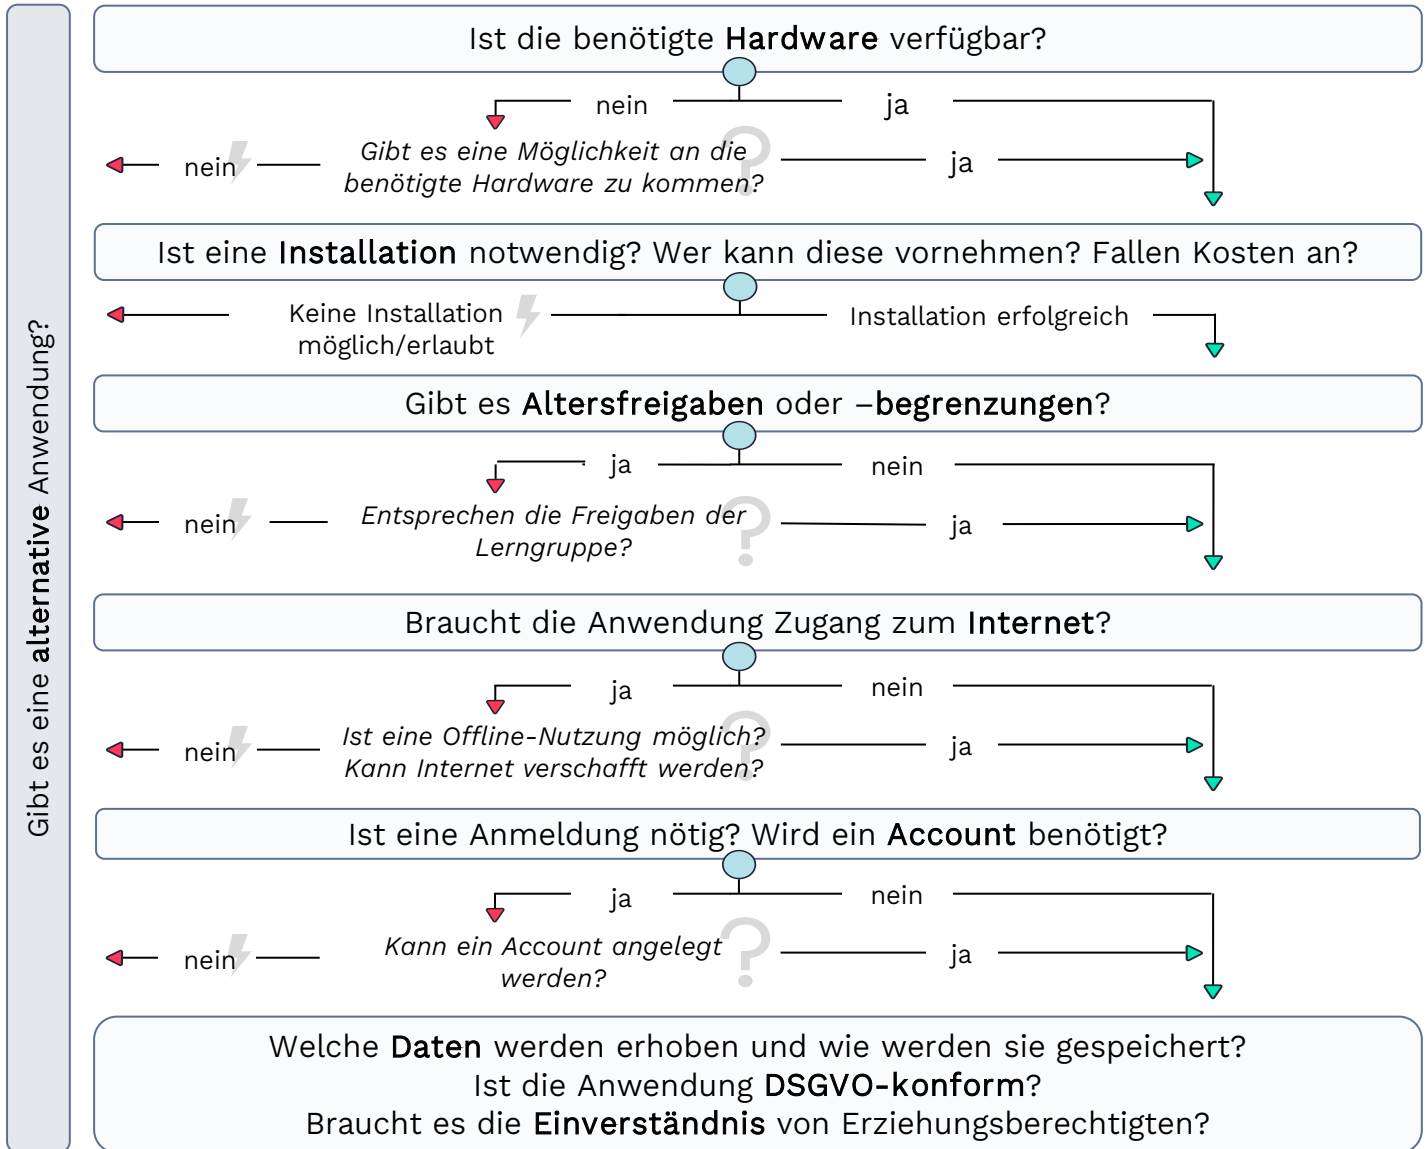 Gibt es eine alternative Anwendung?
Ist die benötigte Hardware verfügbar?
nein
ja
nein
Gibt es eine Möglichkeit an die
benötigte Hardware zu kommen?
?
ja
Ist eine Installation notwendig? Wer kann diese vornehmen? Fallen Kosten an?
Keine Installation
möglich/erlaubt
Installation erfolgreich
Gibt es Altersfreigaben oder –begrenzungen?
ja
nein
nein
Entsprechen die Freigaben der
Lerngruppe?
?
ja
Braucht die Anwendung Zugang zum Internet?
ja
nein
nein
Ist eine Offline-Nutzung möglich?
Kann Internet verschafft werden?
?
ja
Ist eine Anmeldung nötig? Wird ein Account benötigt?
ja
nein
nein
Kann ein Account angelegt
werden?
?
ja
Welche Daten werden erhoben und wie werden sie gespeichert?
Ist die Anwendung DSGVO-konform?
Braucht es die Einverständnis von Erziehungsberechtigten?